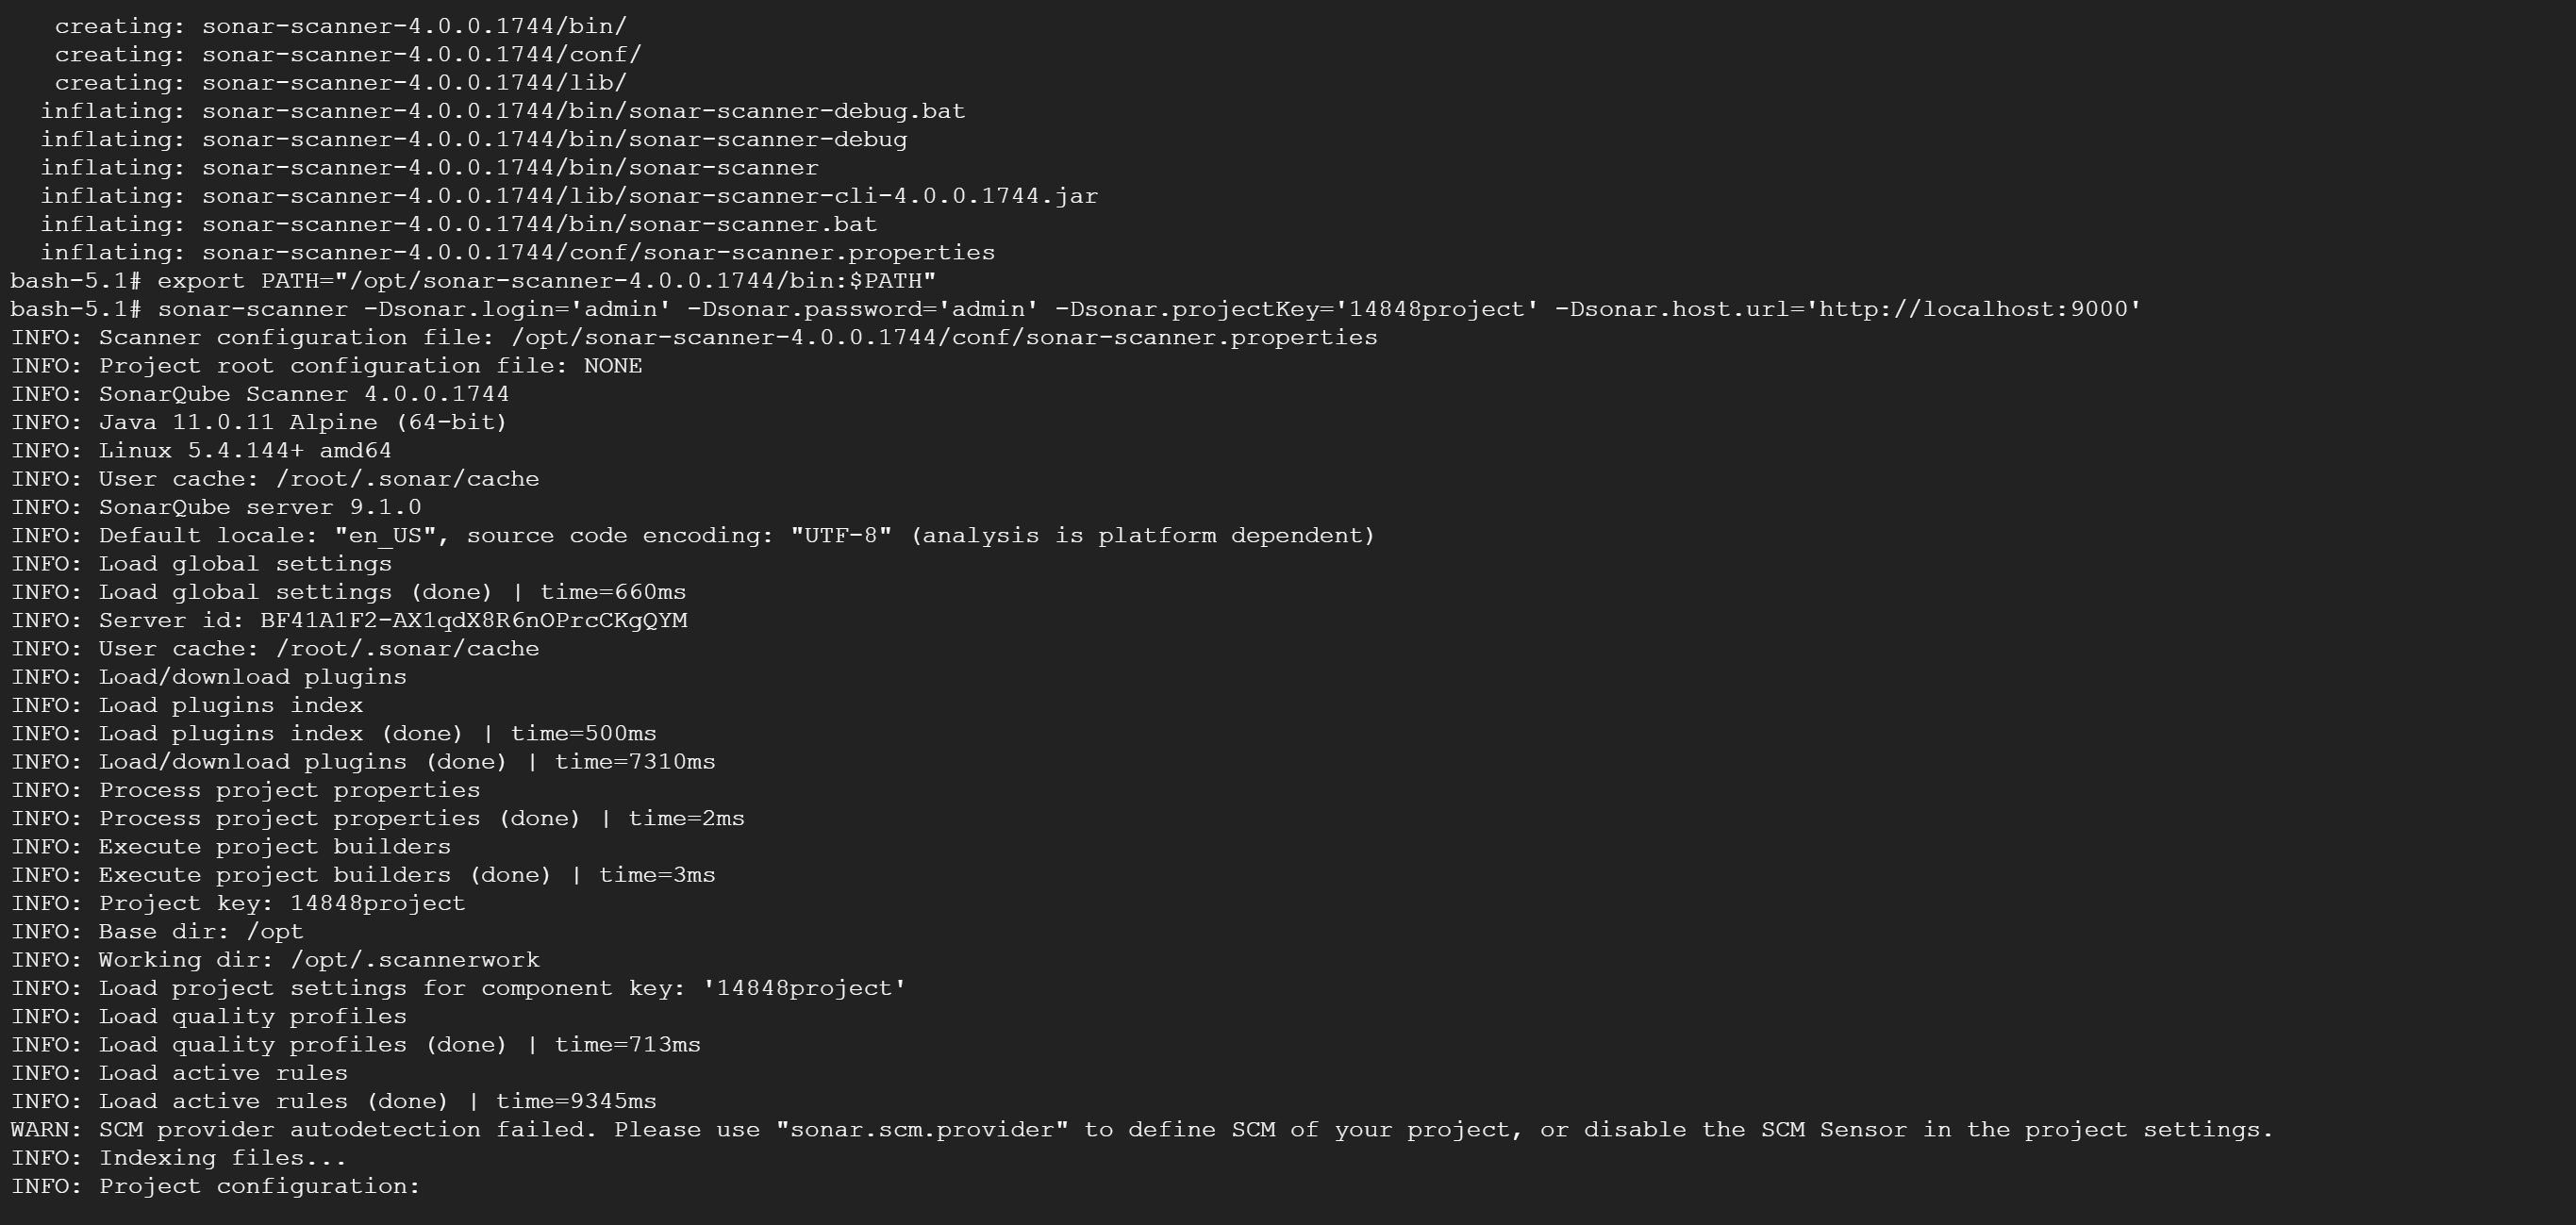 creating: sonar-scanner-4.0.0.1744/bin/
creating: sonar-scanner-4.0.0.1744/conf/
creating: sonar-scanner-4.0.0.1744/lib/
inflating: sonar-scanner-4.0.0.1744/bin/sonar-scanner-debug.bat
inflating: sonar-scanner-4.0.0.1744/bin/sonar-scanner-debug
inflating: sonar-scanner-4.0.0.1744/bin/sonar-scanner
inflating: sonar-scanner-4.0.0.1744/lib/sonar-scanner-cli-4.0.0.1744.jar
inflating: sonar-scanner-4.0.0.1744/bin/sonar-scanner.bat
inflating: sonar-scanner-4.0.0.1744/conf/sonar-scanner.properties
bash-5.1# export PATH="/opt/sonar-scanner-4.0.0.1744/bin:$PATH"
bash-5.1# sonar-scanner -Dsonar.login='admin' -Dsonar.password='admin' -Dsonar.projectKey='14848project' -Dsonar.host.url='http://localhost:9000'
INFO: Scanner configuration file: /opt/sonar-scanner-4.0.0.1744/conf/sonar-scanner.properties
INFO: Project root configuration file: NONE
INFO: SonarQube Scanner 4.0.0.1744
INFO: Java 11.0.11 Alpine (64-bit)
INFO: Linux 5.4.144+ amd64
INFO: User cache: /root/.sonar/cache
INFO: SonarQube server 9.1.0
INFO: Default locale: "en_US", source code encoding: "UTF-8" (analysis is platform dependent)
INFO: Load global settings
INFO: Load global settings (done) | time=660ms
INFO: Server id: BF41A1F2-AX1qdX8R6nOPrcCKgQYM
INFO: User cache: /root/.sonar/cache
INFO: Load/download plugins
INFO: Load plugins index
INFO: Load plugins index (done) | time=500ms
INFO: Load/download plugins (done) | time=7310ms
INFO: Process project properties
INFO: Process project properties (done) | time=2ms
INFO: Execute project builders
INFO: Execute project builders (done) | time=3ms
INFO: Project key: 14848project
INFO: Base dir: /opt
INFO: Working dir: /opt/.scannerwork
INFO: Load project settings for component key: '14848project'
INFO: Load quality profiles
INFO: Load quality profiles (done) | time=713ms
INFO: Load active rules
INFO: Load active rules (done) | time=9345ms
WARN: SCM provider autodetection failed. Please use "sonar.scm.provider" to define SCM of your project, or disable the SCM Sensor in the project settings.
INFO: Indexing files...
INFO: Project configuration: